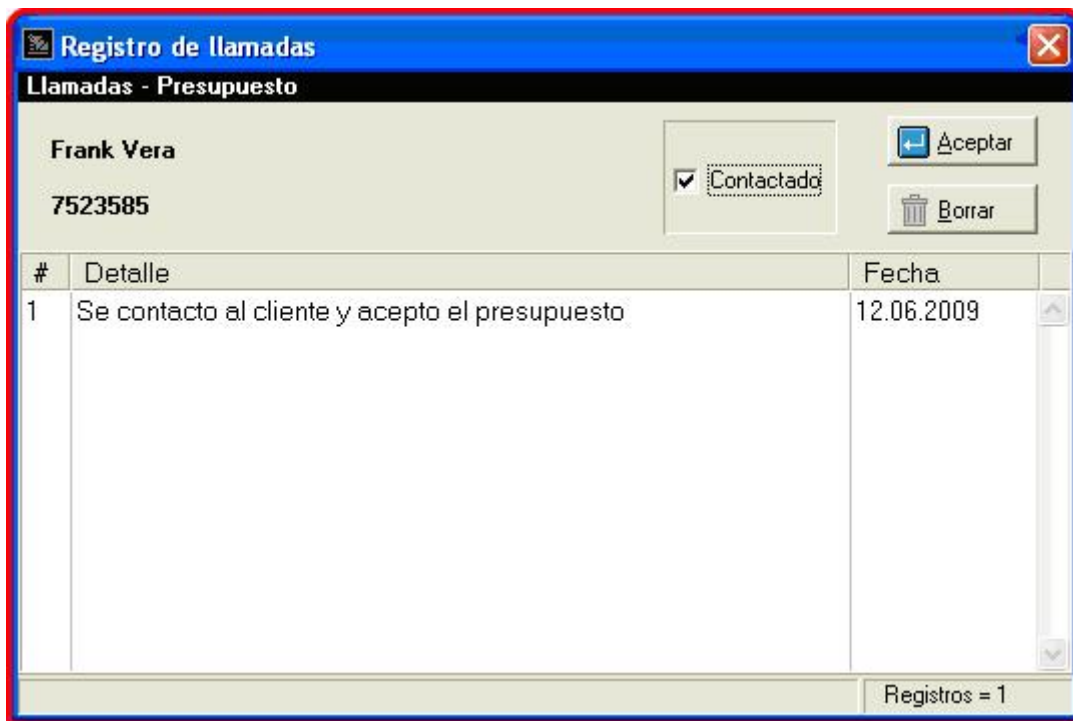 Registro de llamadas
Llamadas - Presupuesto
Frank Vera
7523585
Contactado
Aceptar
Borrar
# Detalle Fecha
1 Se contacto al cliente y acepto el presupuesto 12.06.2009
Registros = 1